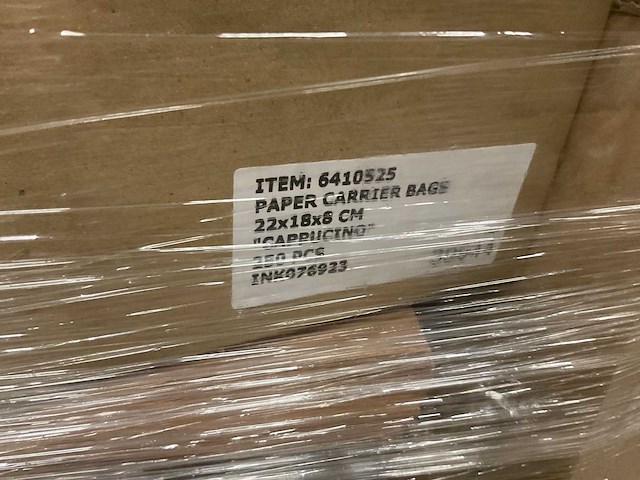 ITEM: 6410525
PAPER CARRIER BAGS
22x18x8 CM
"CAPPUCINO"
250 PCS
INK076923